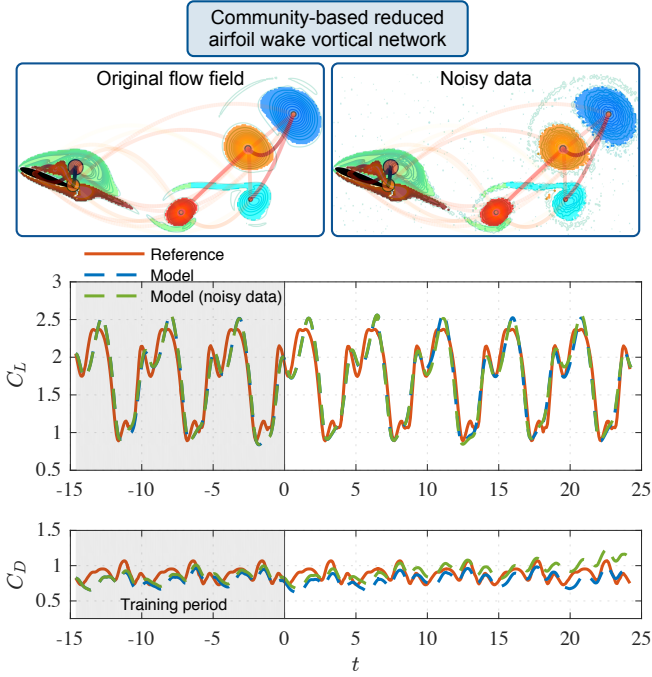 Community-based reduced
airfoil wake vortical network
Original flow field
Noisy data
Reference
Model
Model (noisy data)
3
2.5
2
1.5
1
0.5
C_L
-15 -10 -5 0 5 10 15 20 25
1.5
1
0.5
C_D
Training period
-15 -10 -5 0 5 10 15 20 25
t